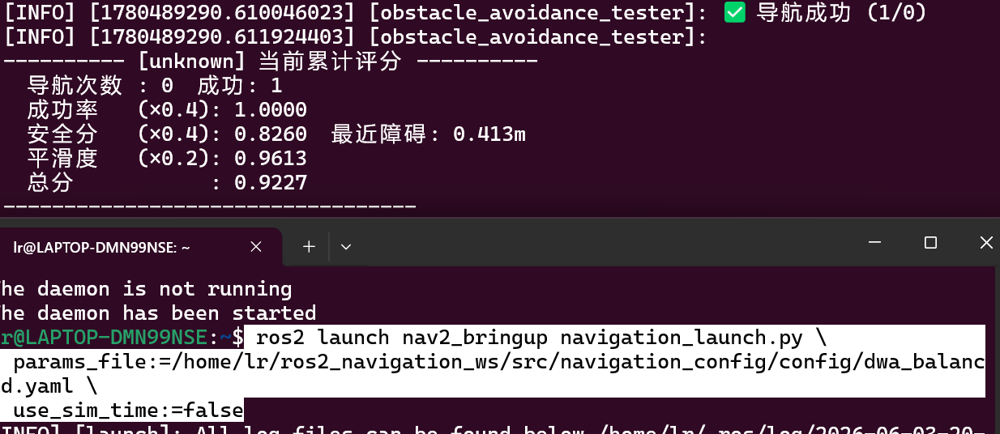 [INFO] [1780489290.610046023] [obstacle_avoidance_tester]: ✅ 导航成功 (1/0)
[INFO] [1780489290.611924403] [obstacle_avoidance_tester]:
---------- [unknown] 当前累计评分 ----------
导航次数 : 0 成功: 1
成功率 (×0.4): 1.0000
安全分 (×0.4): 0.8260 最近障碍: 0.413m
平滑度 (×0.2): 0.9613
总分 : 0.9227
----------------------------------
lr@LAPTOP-DMN99NSE: ~
he daemon is not running
he daemon has been started
r@LAPTOP-DMN99NSE:~$ ros2 launch nav2_bringup navigation_launch.py \
params_file:=/home/lr/ros2_navigation_ws/src/navigation_config/config/dwa_balanc
d.yaml \
use_sim_time:=false
INFO] [launch]: All log files can be found below /home/lr/.ros/log/2026-06-03-20-